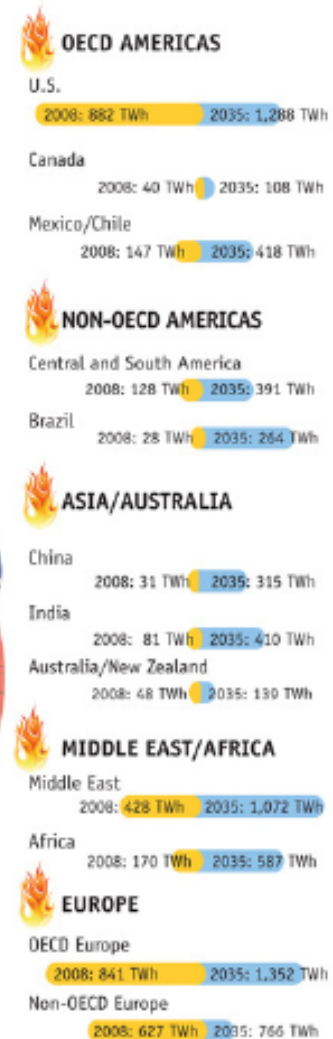 OECD AMERICAS
U.S.
2008: 882 TWh 2035: 1,288 TWh
Canada
2008: 40 TWh 2035: 108 TWh
Mexico/Chile
2008: 147 TWh 2035: 418 TWh
NON-OECD AMERICAS
Central and South America
2008: 128 TWh 2035: 391 TWh
Brazil
2008: 28 TWh 2035: 264 TWh
ASIA/AUSTRALIA
China
2008: 31 TWh 2035: 315 TWh
India
2008: 81 TWh 2035: 410 TWh
Australia/New Zealand
2008: 48 TWh 2035: 139 TWh
MIDDLE EAST/AFRICA
Middle East
2008: 428 TWh 2035: 1,072 TWh
Africa
2008: 170 TWh 2035: 587 TWh
EUROPE
OECD Europe
2008: 841 TWh 2035: 1,352 TWh
Non-OECD Europe
2008: 627 TWh 2035: 766 TWh